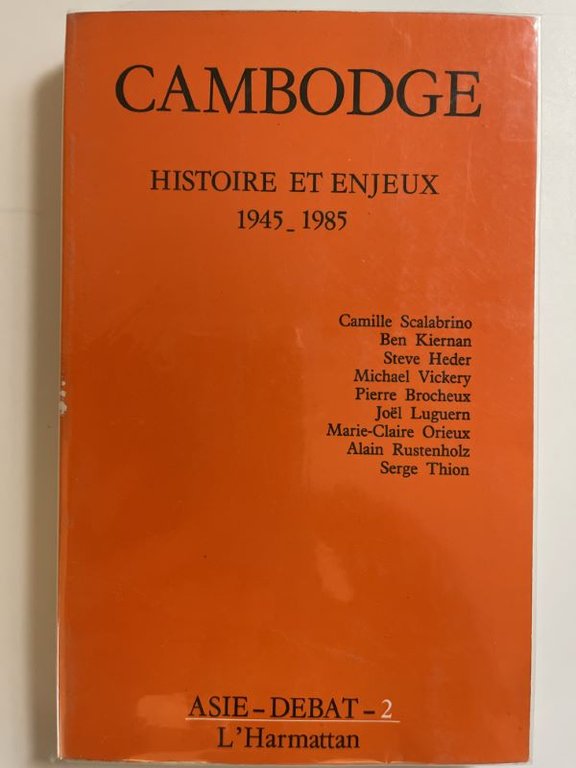 CAMBODGE
HISTOIRE ET ENJEUX
1945_1985
Camille Scalabrino
Ben Kiernan
Steve Heder
Michael Vickery
Pierre Brocheux
Joël Luguern
Marie-Claire Orieux
Alain Rustenholz
Serge Thion
ASIE-DEBAT-2
L'Harmattan